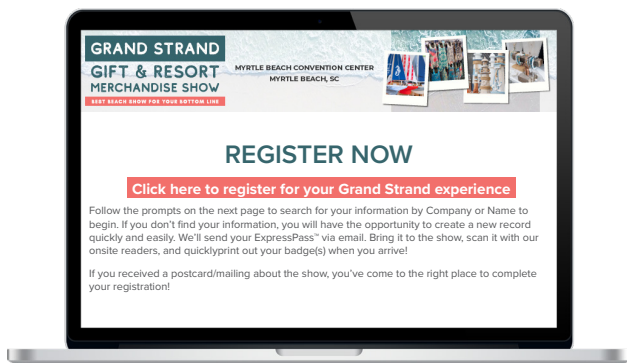 GRAND STRAND
GIFT & RESORT
MERCHANDISE SHOW
BEST BEACH SHOW FOR YOUR BOTTOM LINE
MYRTLE BEACH CONVENTION CENTER
MYRTLE BEACH, SC
REGISTER NOW
Click here to register for your Grand Strand experience
Follow the prompts on the next page to search for your information by Company or Name to
begin. If you don't find your information, you will have the opportunity to create a new record
quickly and easily. We'll send your ExpressPass™ via email. Bring it to the show, scan it with our
onsite readers, and quicklyprint out your badge(s) when you arrive!
If you received a postcard/mailing about the show, you've come to the right place to complete
your registration!